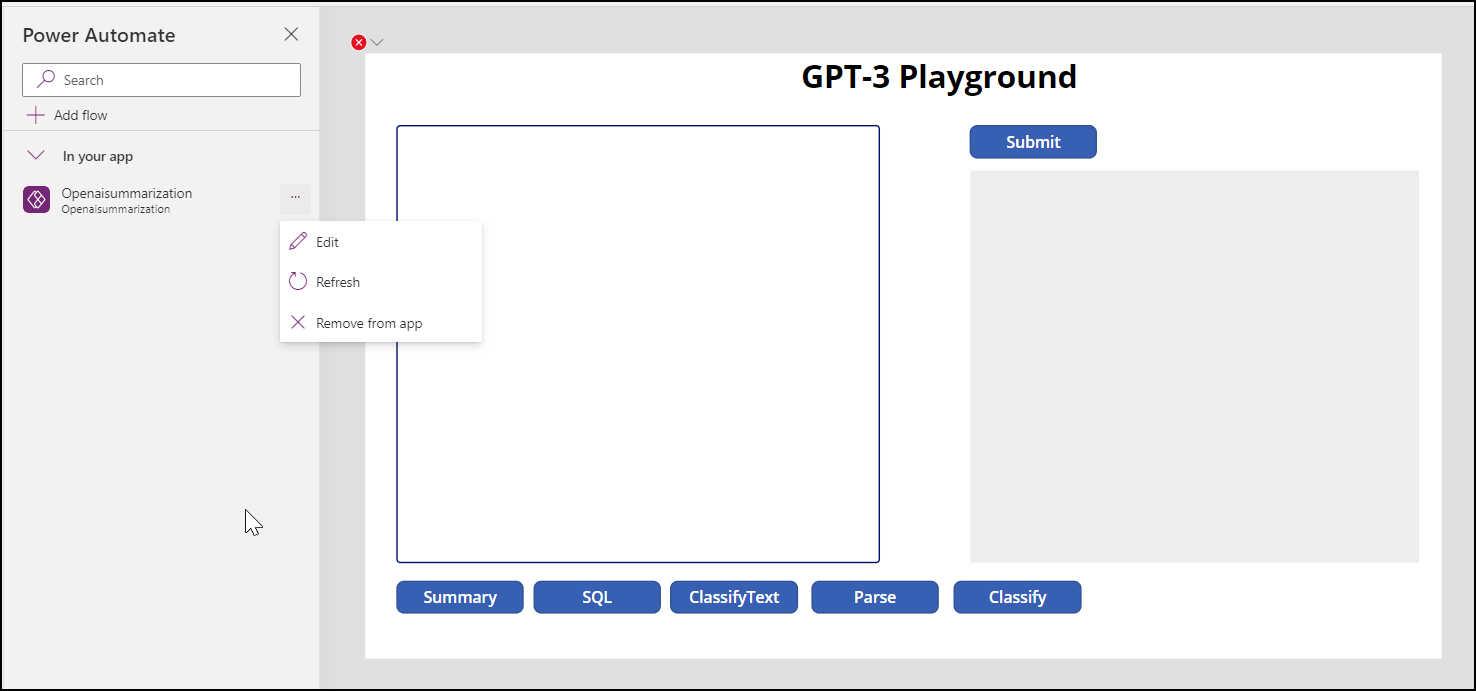 Power Automate
Search
Add flow
In your app
Openaisummarization
Openaisummarization
...
Edit
Refresh
Remove from app
GPT-3 Playground
Submit
Summary
SQL
ClassifyText
Parse
Classify